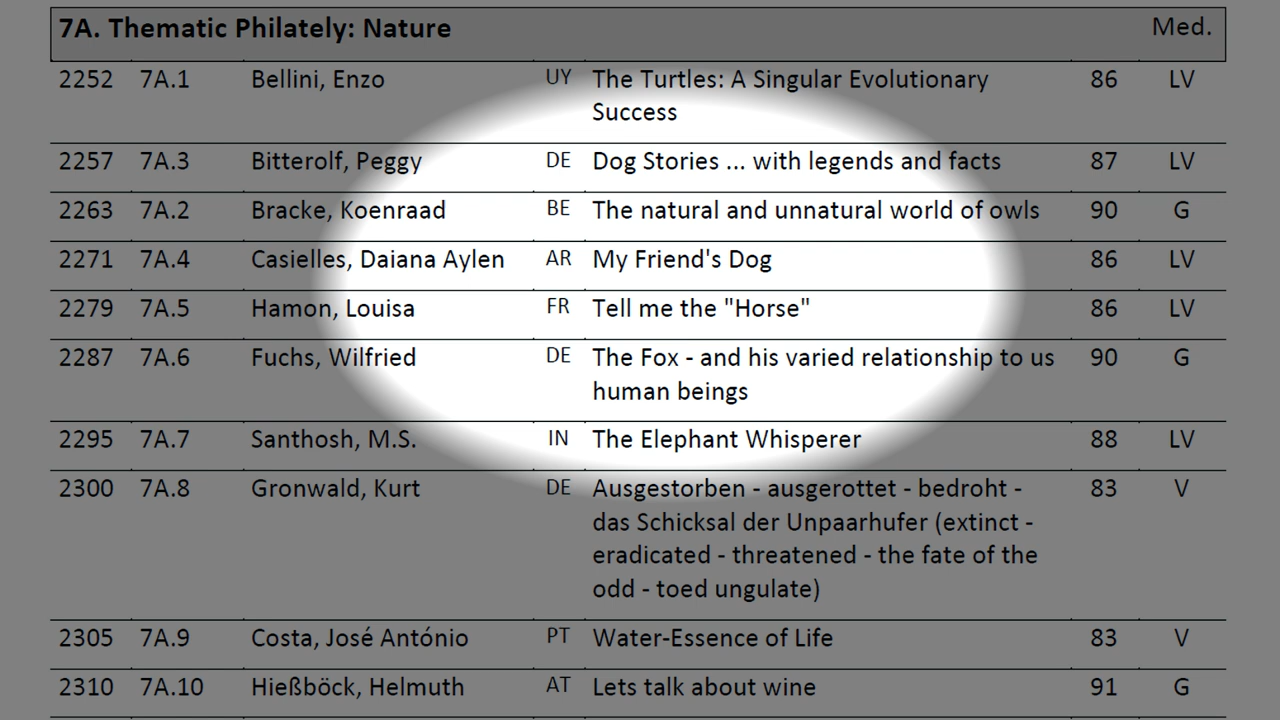 7A. Thematic Philately: Nature Med.
2252 7A.1 Bellini, Enzo UY The Turtles: A Singular Evolutionary 86 LV
Success
2257 7A.3 Bitterolf, Peggy DE Dog Stories ... with legends and facts 87 LV
2263 7A.2 Bracke, Koenraad BE The natural and unnatural world of owls 90 G
2271 7A.4 Casielles, Daiana Aylen AR My Friend's Dog 86 LV
2279 7A.5 Hamon, Louisa FR Tell me the "Horse" 86 LV
2287 7A.6 Fuchs, Wilfried DE The Fox - and his varied relationship to us 90 G
human beings
2295 7A.7 Santhosh, M.S. IN The Elephant Whisperer 88 LV
2300 7A.8 Gronwald, Kurt DE Ausgestorben - ausgerottet - bedroht - 83 V
das Schicksal der Unpaarhufer (extinct -
eradicated - threatened - the fate of the
odd - toed ungulate)
2305 7A.9 Costa, José António PT Water-Essence of Life 83 V
2310 7A.10 Hießböck, Helmuth AT Lets talk about wine 91 G